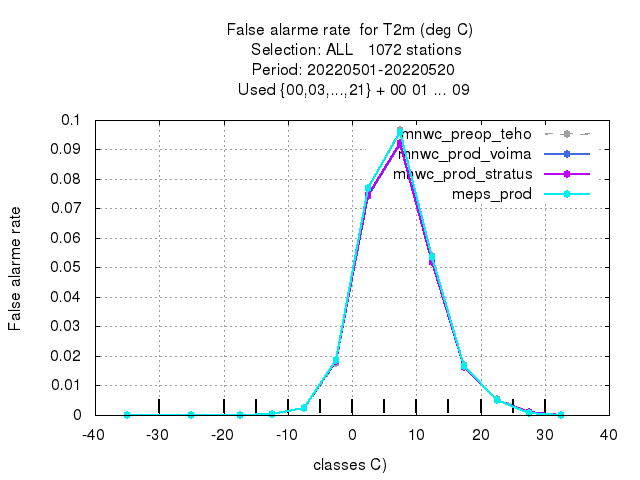 False alarme rate  for T2m (deg C)
Selection: ALL   1072 stations
Period: 20220501-20220520
Used {00,03,...,21} + 00 01 ... 09
0.1
0.09
0.08
0.07
0.06
0.05
0.04
0.03
0.02
0.01
0
False alarme rate
mnwc_preop_teho
mnwc_prod_voima
mnwc_prod_stratus
meps_prod
-40 -30 -20 -10 0 10 20 30 40
classes C)